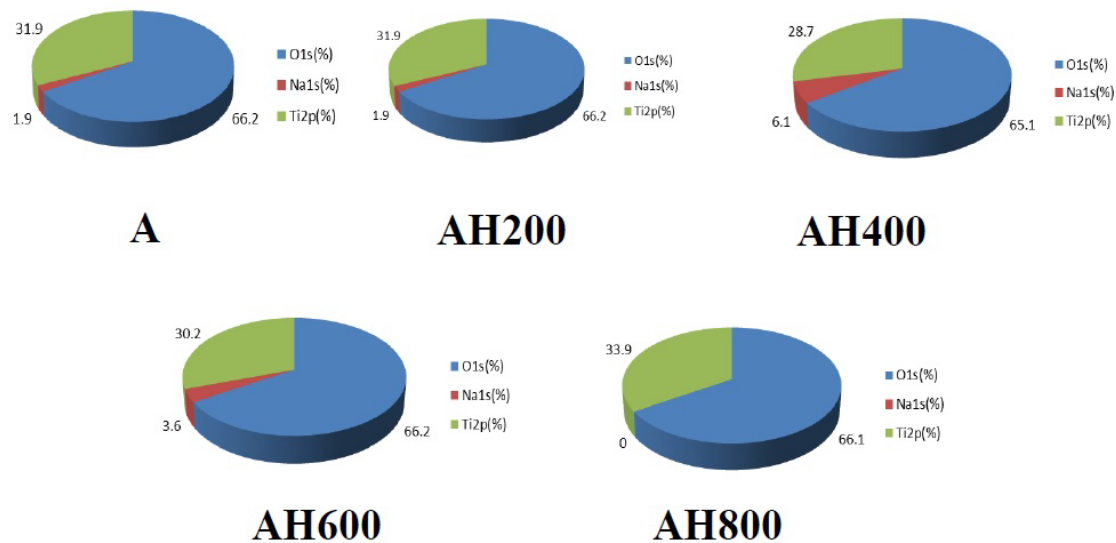 31.9
O1s(%)
Na1s(%)
Ti2p(%)
1.9
66.2
A
31.9
O1s(%)
Na1s(%)
Ti2p(%)
1.9
66.2
AH200
28.7
O1s(%)
Na1s(%)
Ti2p(%)
6.1
65.1
AH400
30.2
O1s(%)
Na1s(%)
Ti2p(%)
3.6
66.2
AH600
33.9
O1s(%)
Na1s(%)
Ti2p(%)
0
66.1
AH800